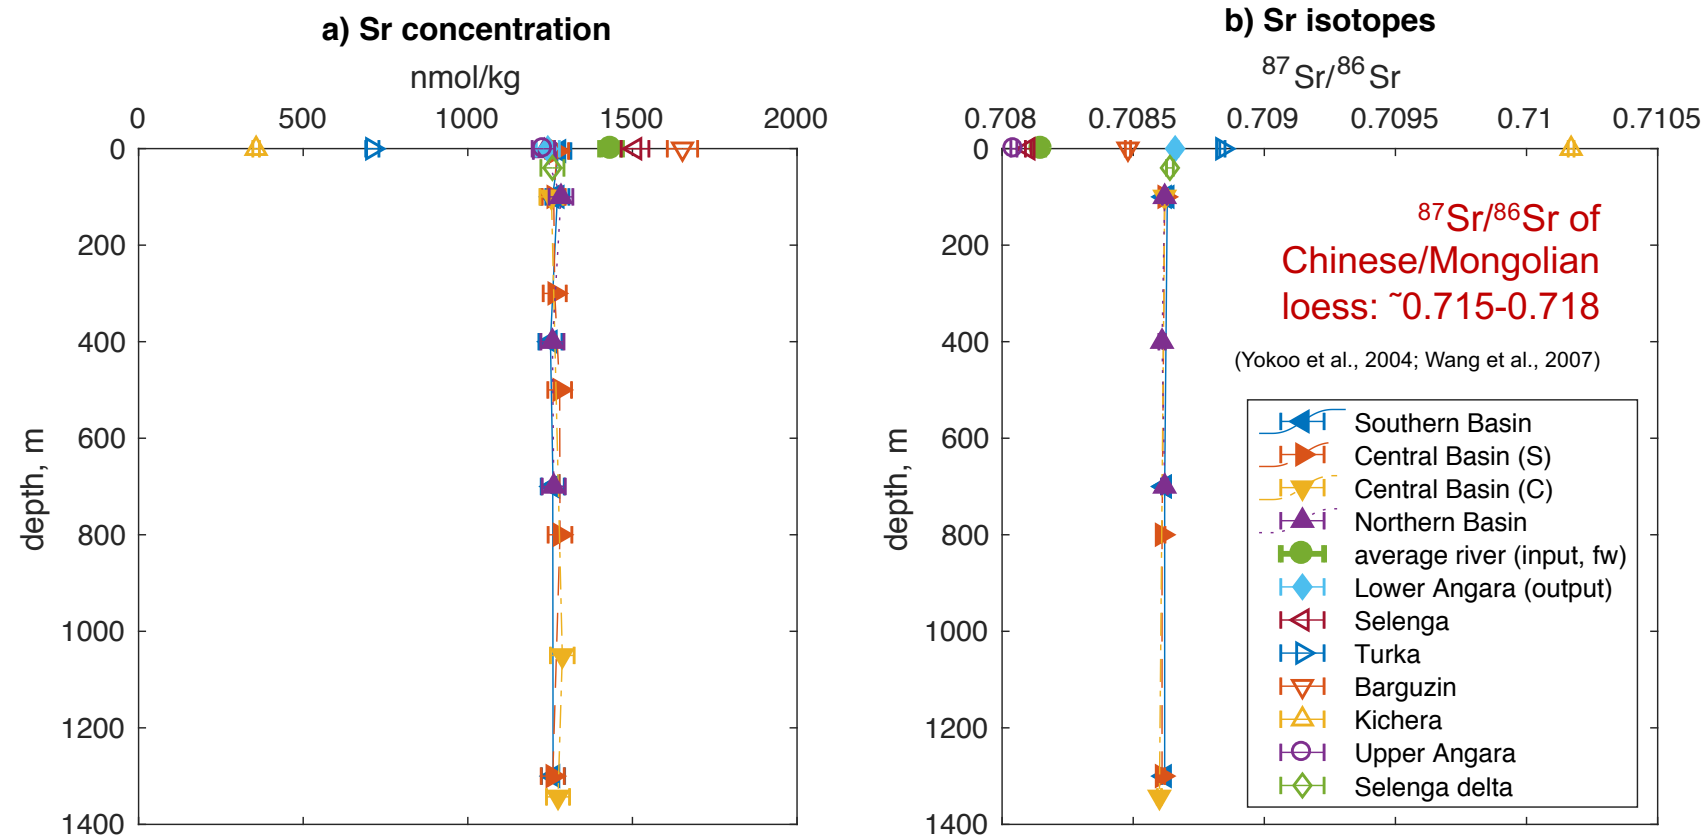 a) Sr concentration
nmol/kg
0 500 1000 1500 2000
0
200
400
600
800
1000
1200
1400
depth, m
b) Sr isotopes
⁸⁷Sr/⁸⁶Sr
0.708 0.7085 0.709 0.7095 0.71 0.7105
0
200
400
600
800
1000
1200
1400
depth, m
⁸⁷Sr/⁸⁶Sr of
Chinese/Mongolian
loess: ~0.715-0.718
(Yokoo et al., 2004; Wang et al., 2007)
Southern Basin
Central Basin (S)
Central Basin (C)
Northern Basin
average river (input, fw)
Lower Angara (output)
Selenga
Turka
Barguzin
Kichera
Upper Angara
Selenga delta